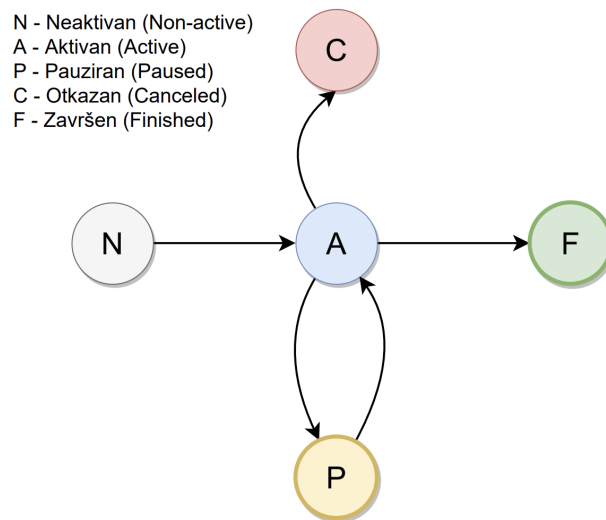 N - Neaktivan (Non-active)
A - Aktivan (Active)
P - Pauziran (Paused)
C - Otkazan (Canceled)
F - Završen (Finished)
C
N
A
F
P